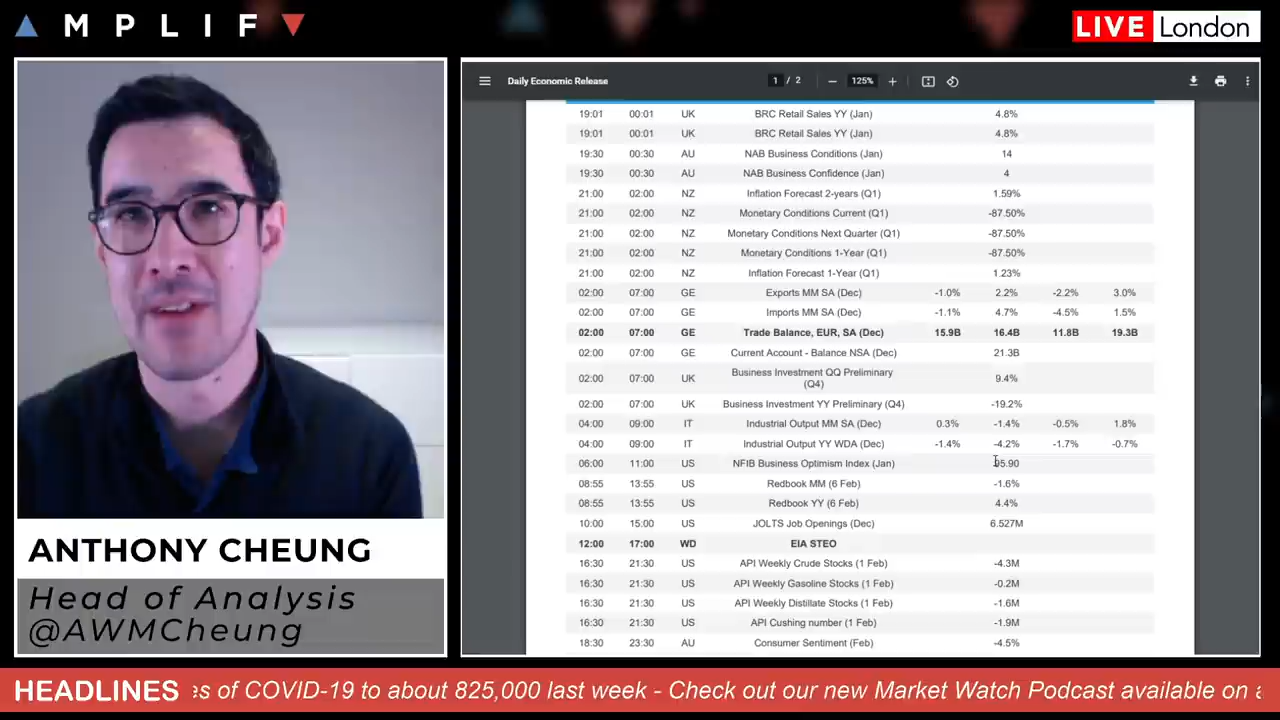 MPLIF
LIVE London
Daily Economic Release
1 / 2
125%
19:01 00:01 UK BRC Retail Sales YY (Jan) 4.8%
19:01 00:01 UK BRC Retail Sales YY (Jan) 4.8%
19:30 00:30 AU NAB Business Conditions (Jan) 14
19:30 00:30 AU NAB Business Confidence (Jan) 4
21:00 02:00 NZ Inflation Forecast 2-years (Q1) 1.59%
21:00 02:00 NZ Monetary Conditions Current (Q1) -87.50%
21:00 02:00 NZ Monetary Conditions Next Quarter (Q1) -87.50%
21:00 02:00 NZ Monetary Conditions 1-Year (Q1) -87.50%
21:00 02:00 NZ Inflation Forecast 1-Year (Q1) 1.23%
02:00 07:00 GE Exports MM SA (Dec) -1.0% 2.2% -2.2% 3.0%
02:00 07:00 GE Imports MM SA (Dec) -1.1% 4.7% -4.5% 1.5%
02:00 07:00 GE Trade Balance, EUR, SA (Dec) 15.9B 16.4B 11.8B 19.3B
02:00 07:00 GE Current Account - Balance NSA (Dec) 21.3B
02:00 07:00 UK Business Investment QQ Preliminary (Q4) 9.4%
02:00 07:00 UK Business Investment YY Preliminary (Q4) -19.2%
04:00 09:00 IT Industrial Output MM SA (Dec) 0.3% -1.4% -0.5% 1.8%
04:00 09:00 IT Industrial Output YY WDA (Dec) -1.4% -4.2% -1.7% -0.7%
06:00 11:00 US NFIB Business Optimism Index (Jan) 95.90
08:55 13:55 US Redbook MM (6 Feb) -1.6%
08:55 13:55 US Redbook YY (6 Feb) 4.4%
10:00 15:00 US JOLTS Job Openings (Dec) 6.527M
12:00 17:00 WD EIA STEO
16:30 21:30 US API Weekly Crude Stocks (1 Feb) -4.3M
16:30 21:30 US API Weekly Gasoline Stocks (1 Feb) -0.2M
16:30 21:30 US API Weekly Distillate Stocks (1 Feb) -1.6M
16:30 21:30 US API Cushing number (1 Feb) -1.9M
18:30 23:30 AU Consumer Sentiment (Feb) -4.5%
ANTHONY CHEUNG
Head of Analysis
@AWMCheung
HEADLINES es of COVID-19 to about 825,000 last week - Check out our new Market Watch Podcast available on a